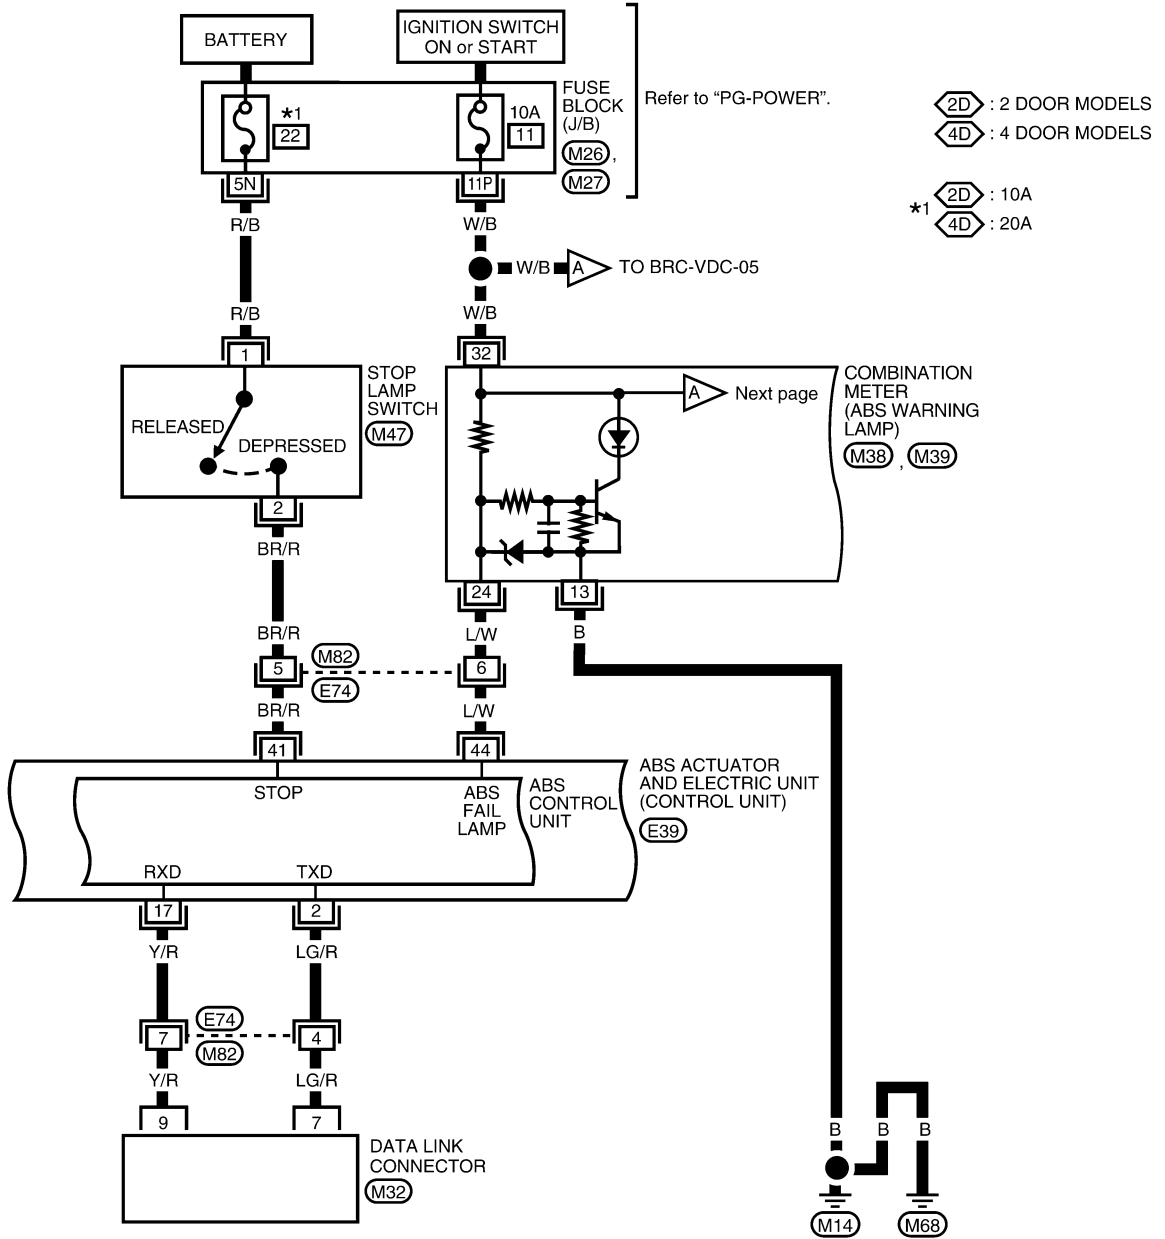 BATTERY
IGNITION SWITCH
ON or START
*1
22
10A
11
FUSE
BLOCK
(J/B)
M26 ,
M27
Refer to “PG-POWER”.
2D : 2 DOOR MODELS
4D : 4 DOOR MODELS
*1
2D : 10A
4D : 20A
5N
11P
R/B
W/B
W/B
A
TO BRC-VDC-05
R/B
W/B
1
32
STOP
LAMP
SWITCH
M47
RELEASED
DEPRESSED
A
Next page
COMBINATION
METER
(ABS WARNING
LAMP)
M38 , M39
2
24
13
BR/R
L/W
B
BR/R
5
M82
E74
6
BR/R
L/W
41
44
STOP
ABS
FAIL
LAMP
ABS
CONTROL
UNIT
ABS ACTUATOR
AND ELECTRIC UNIT
(CONTROL UNIT)
E39
RXD
TXD
17
2
Y/R
LG/R
7
E74
M82
4
Y/R
LG/R
9
7
DATA LINK
CONNECTOR
M32
B
B
B
M14
M68